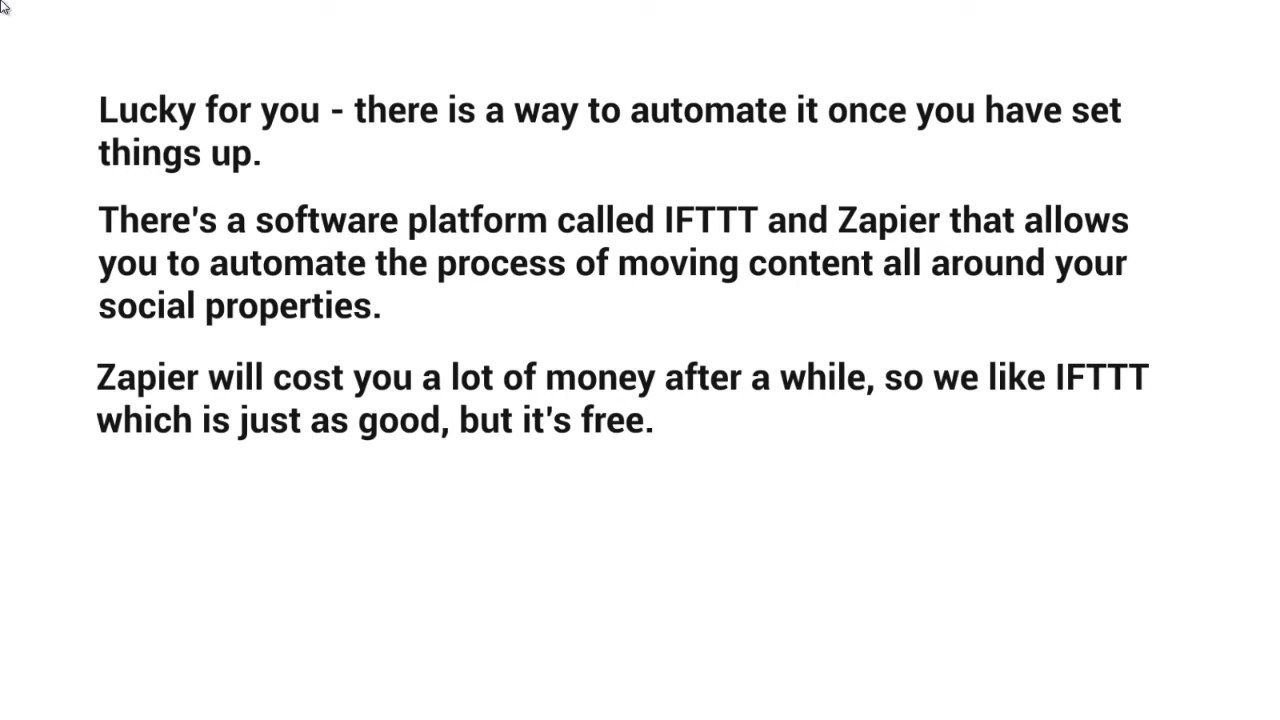 Lucky for you - there is a way to automate it once you have set
things up.
There's a software platform called IFTTT and Zapier that allows
you to automate the process of moving content all around your
social properties.
Zapier will cost you a lot of money after a while, so we like IFTTT
which is just as good, but it's free.